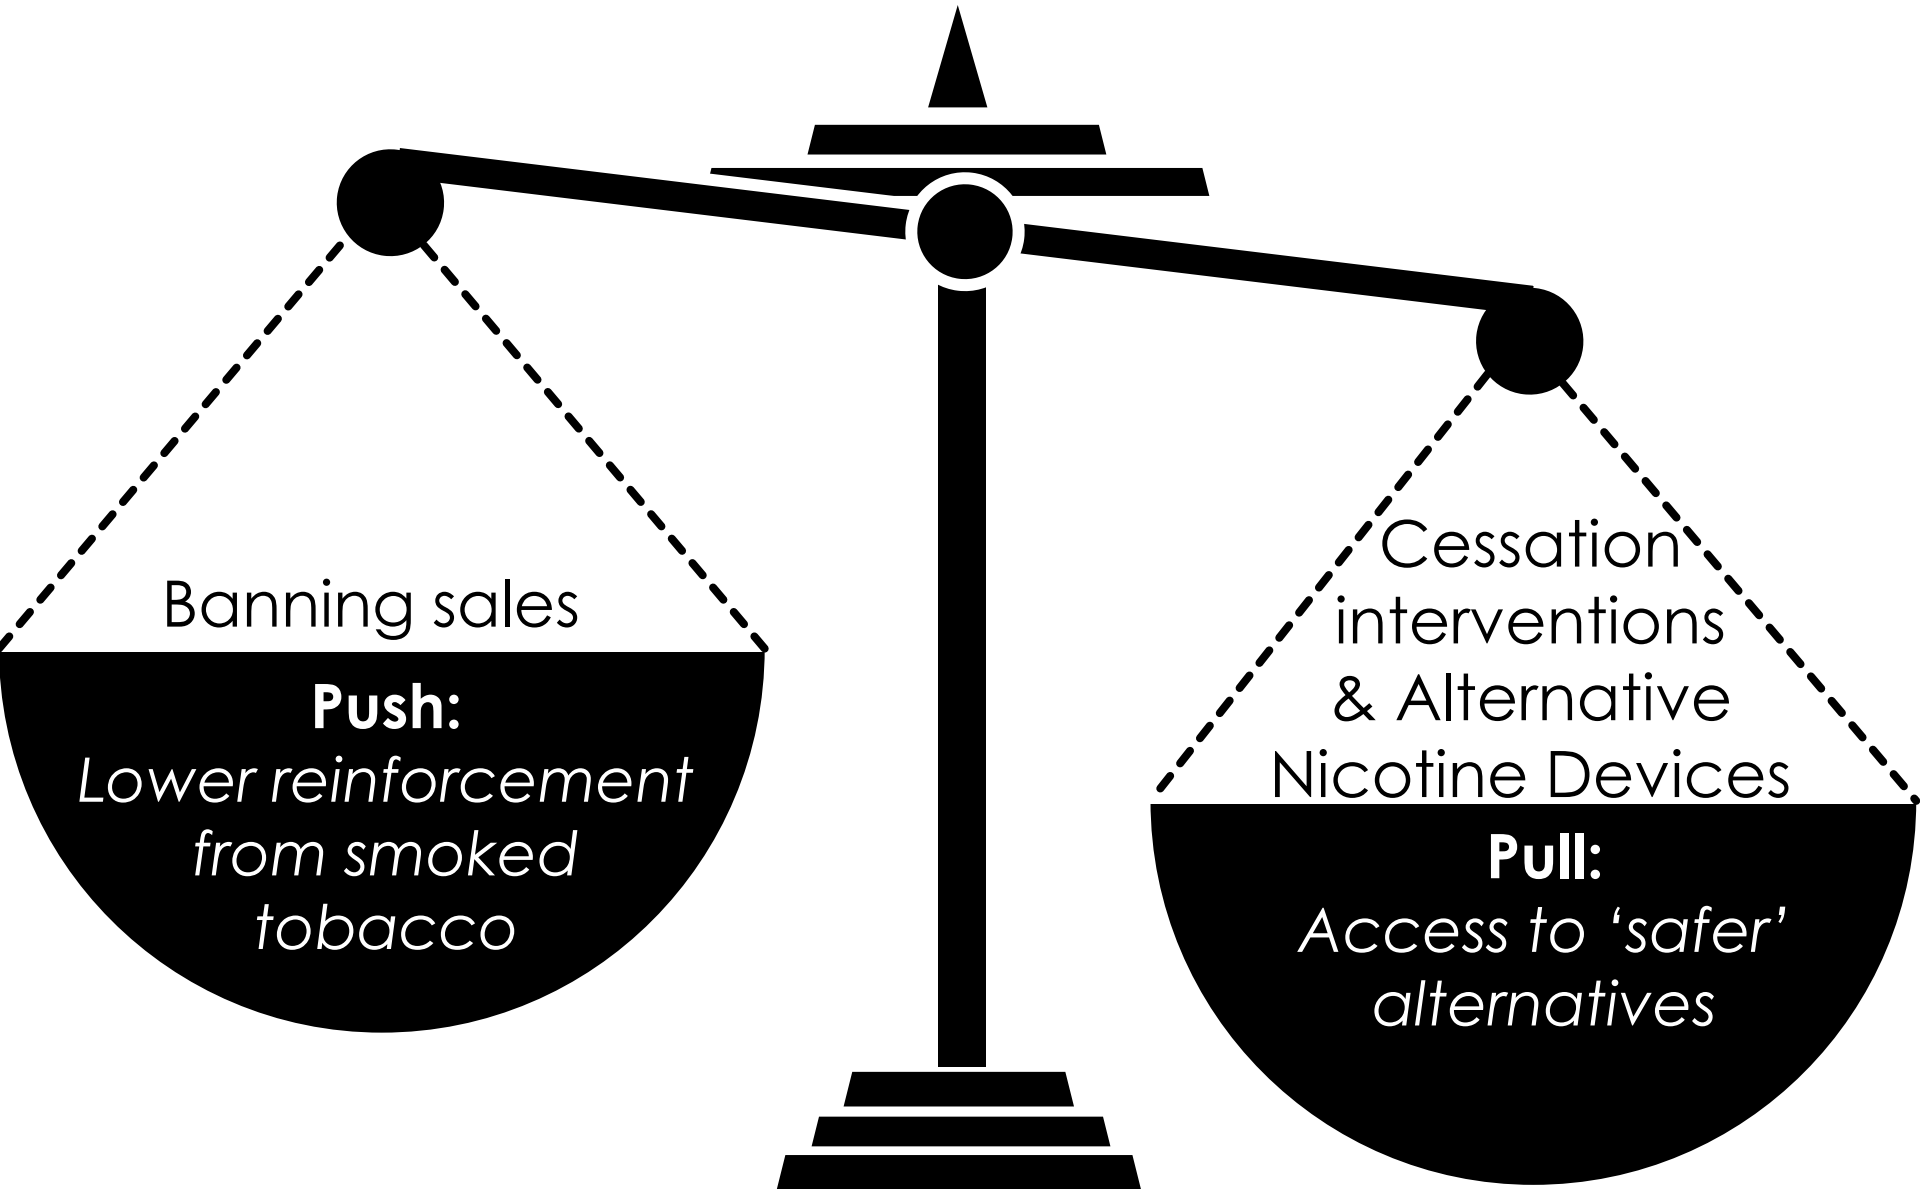 Banning sales
Push:
Lower reinforcement
from smoked
tobacco
Cessation
interventions
& Alternative
Nicotine Devices
Pull:
Access to ‘safer’
alternatives